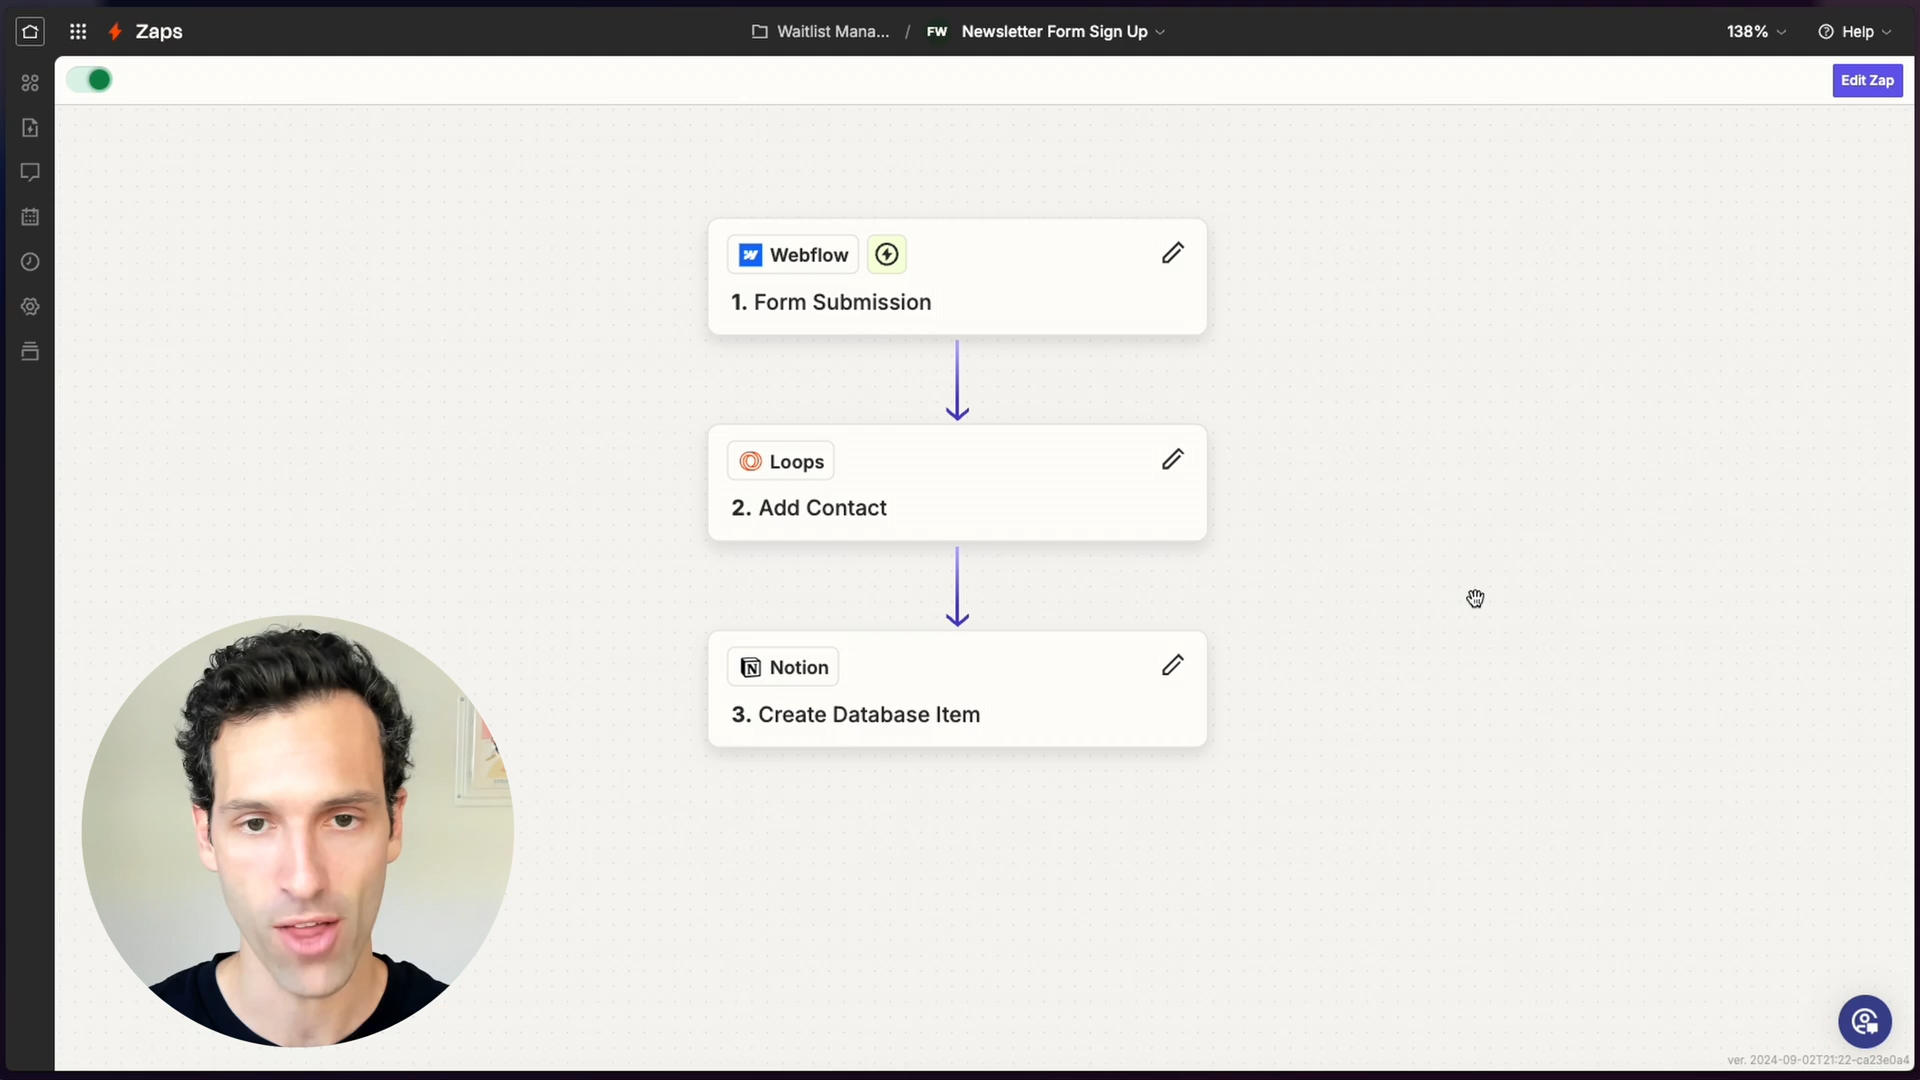 Zaps
Waitlist Mana... / FW Newsletter Form Sign Up
138%
Help
Edit Zap
Webflow
1. Form Submission
Loops
2. Add Contact
Notion
3. Create Database Item
ver. 2024-09-02T21:22-ca23e0a4